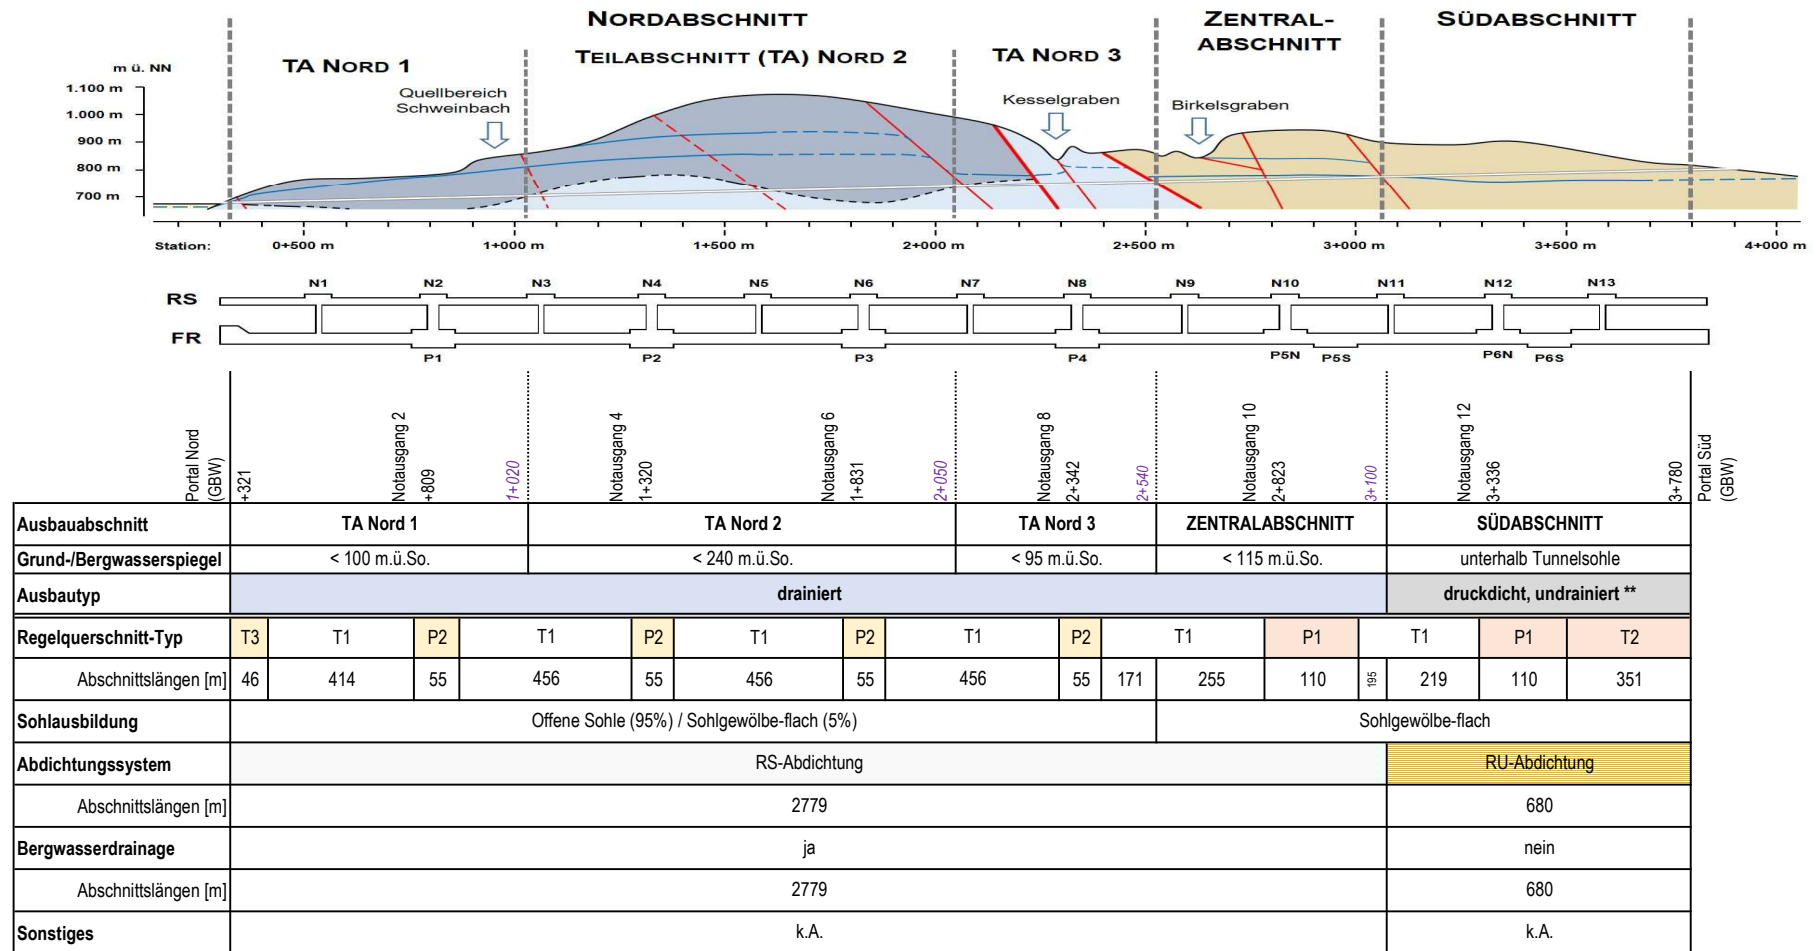 NORDABSCHNITT
ZENTRAL-
ABSCHNITT
SÜDABSCHNITT
TA NORD 1
TEILABSCHNITT (TA) NORD 2
TA NORD 3
m ü. NN
1.100 m
1.000 m
900 m
800 m
700 m
Quellbereich
Schweinbach
Kesselgraben
Birkelsgraben
Station:
0+500 m
1+000 m
1+500 m
2+000 m
2+500 m
3+000 m
3+500 m
4+000 m
RS
N1 N2 N3 N4 N5 N6 N7 N8 N9 N10 N11 N12 N13
FR
P1 P2 P3 P4 P5N P5S P6N P6S
Portal Nord
(GBW)
+321
Notausgang 2
+809
1+020
Notausgang 4
1+320
Notausgang 6
1+831
2+050
Notausgang 8
2+342
2+540
Notausgang 10
2+823
3+100
Notausgang 12
3+336
3+780
Portal Süd
(GBW)
Ausbauabschnitt TA Nord 1 TA Nord 2 TA Nord 3 ZENTRALABSCHNITT SÜDABSCHNITT
Grund-/Bergwasserspiegel < 100 m.ü.So. < 240 m.ü.So. < 95 m.ü.So. < 115 m.ü.So. unterhalb Tunnelsohle
Ausbautyp drainiert druckdicht, undrainiert **
Regelquerschnitt-Typ T3 T1 P2 T1 P2 T1 P2 T1 P2 T1 P1 T1 P1 T2
Abschnittslängen [m] 46 414 55 456 55 456 55 456 55 171 255 110 195 219 110 351
Sohlausbildung Offene Sohle (95%) / Sohlgewölbe-flach (5%) Sohlgewölbe-flach
Abdichtungssystem RS-Abdichtung RU-Abdichtung
Abschnittslängen [m] 2779 680
Bergwasserdrainage ja nein
Abschnittslängen [m] 2779 680
Sonstiges k.A. k.A.